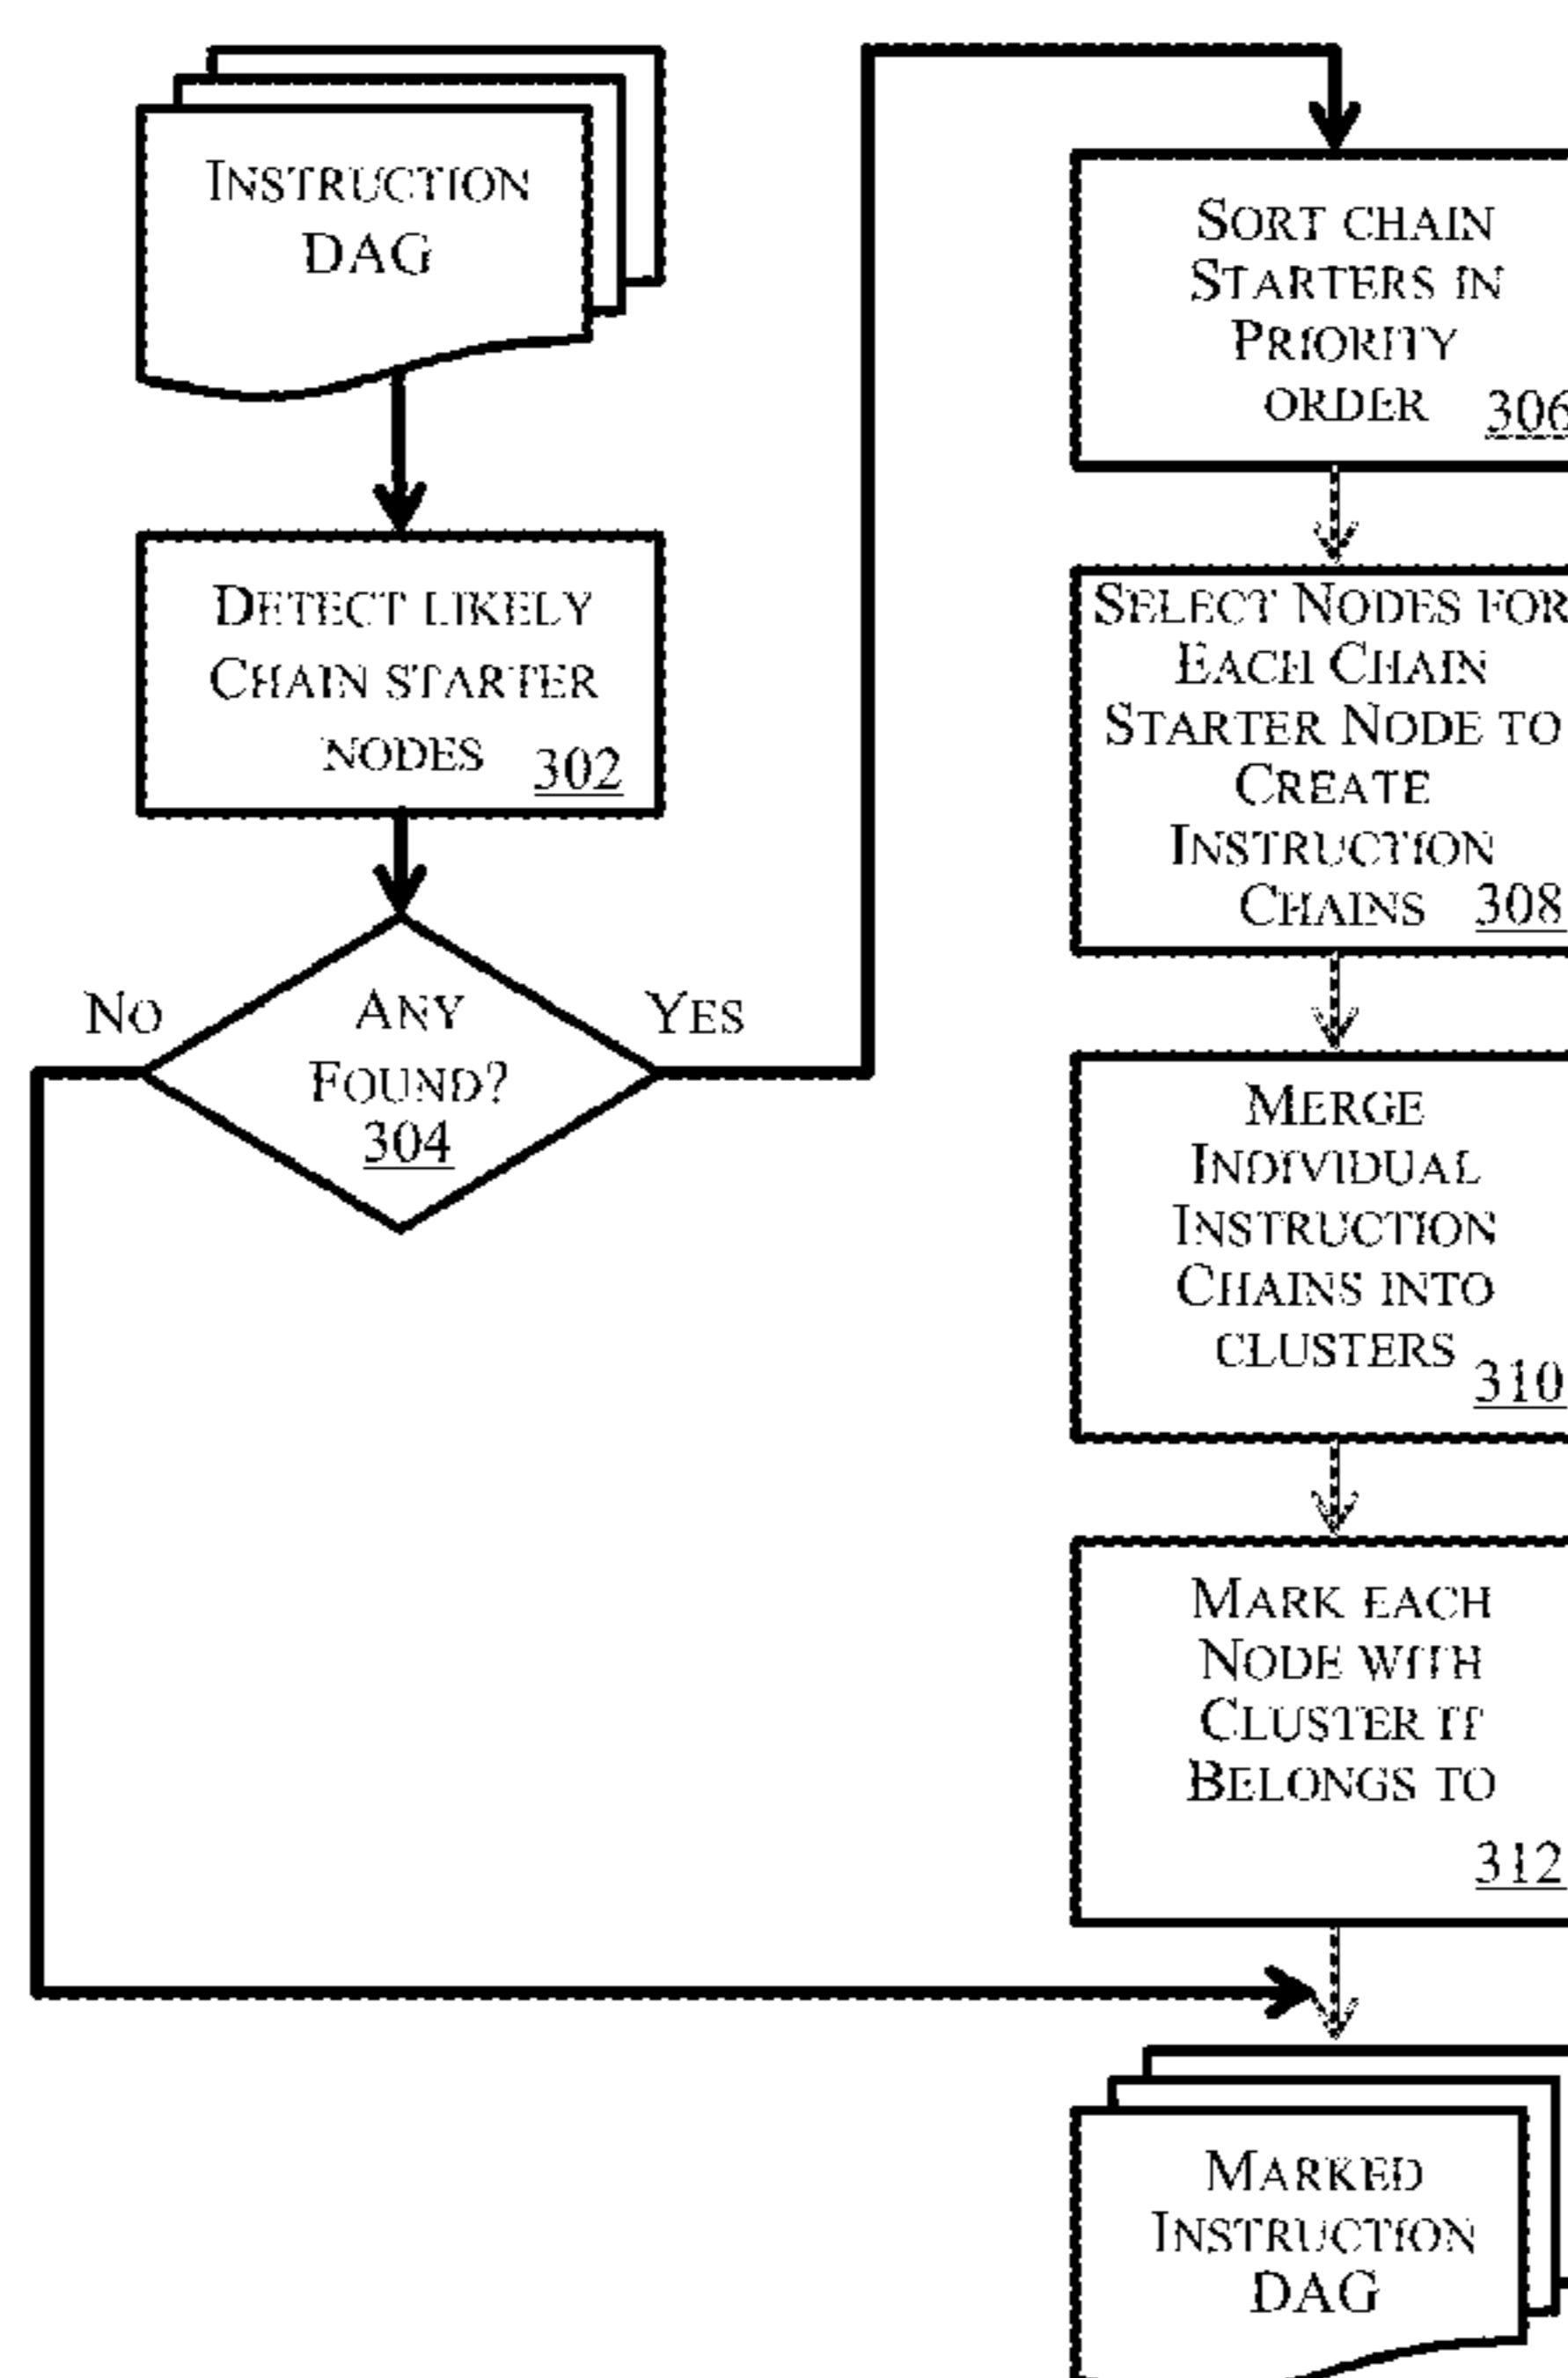 INSTRUCTION
DAG
DETECT LIKELY
CHAIN STARTER
NODES 302
NO
ANY
FOUND?
304
YES
SORT CHAIN
STARTERS IN
PRIORITY
ORDER 306
SELECT NODES FOR
EACH CHAIN
STARTER NODE TO
CREATE
INSTRUCTION
CHAINS 308
MERGE
INDIVIDUAL
INSTRUCTION
CHAINS INTO
CLUSTERS
310
MARK EACH
NODE WITH
CLUSTER IT
BELONGS TO
312
MARKED
INSTRUCTION
DAG